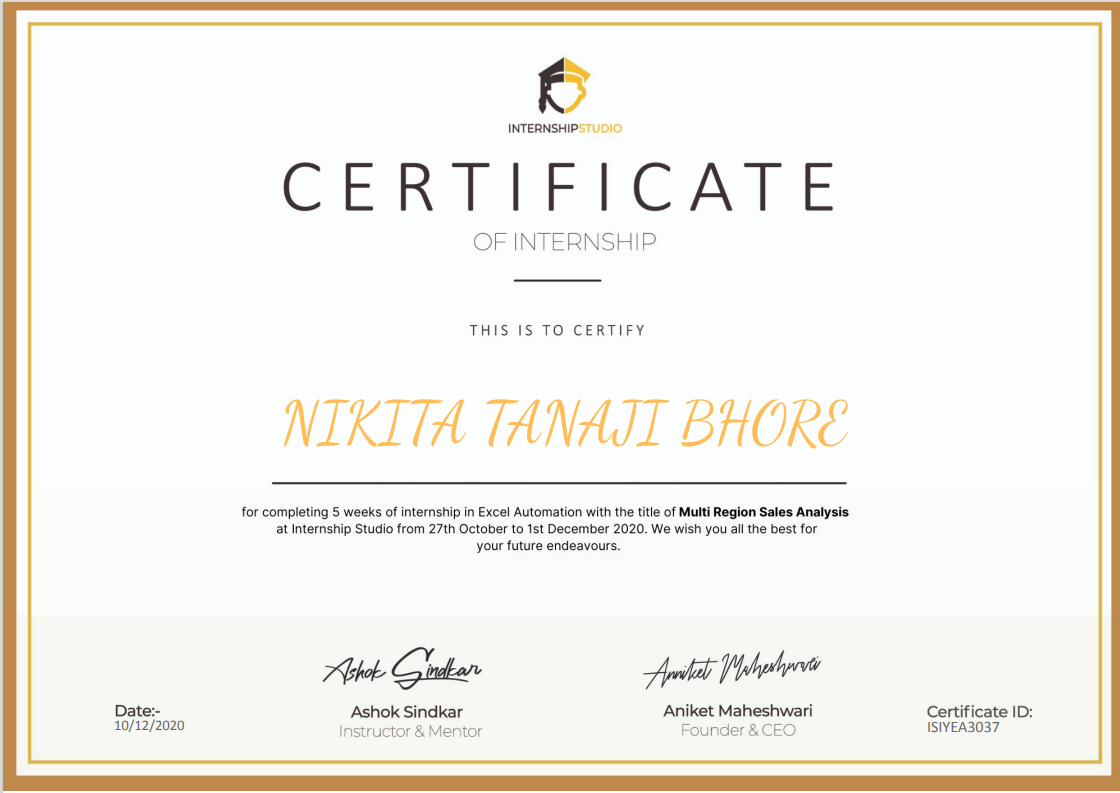 INTERNSHIPSTUDIO
CERTIFICATE
OF INTERNSHIP
THIS IS TO CERTIFY
NIKITA TANAJI BHORE
for completing 5 weeks of internship in Excel Automation with the title of Multi Region Sales Analysis
at Internship Studio from 27th October to 1st December 2020. We wish you all the best for
your future endeavours.
Ashok Sindkar
Anniket Maheshwari
Date:-
10/12/2020
Ashok Sindkar
Instructor & Mentor
Aniket Maheshwari
Founder & CEO
Certificate ID:
ISIYEA3037